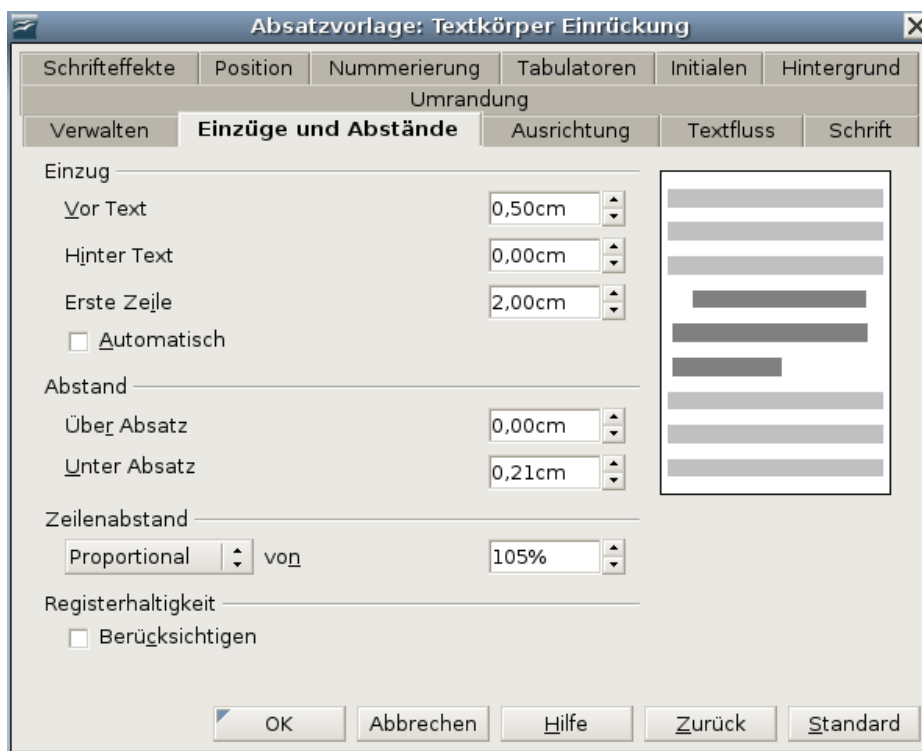 Absatzvorlage: Textkörper Einrückung
Schrifteffekte Position Nummerierung Tabulatoren Initialen Hintergrund
Umrandung
Verwalten Einzüge und Abstände Ausrichtung Textfluss Schrift
Einzug
Vor Text 0,50cm
Hinter Text 0,00cm
Erste Zeile 2,00cm
Automatisch
Abstand
Über Absatz 0,00cm
Unter Absatz 0,21cm
Zeilenabstand
Proportional von 105%
Registerhaltigkeit
Berücksichtigen
OK Abbrechen Hilfe Zurück Standard